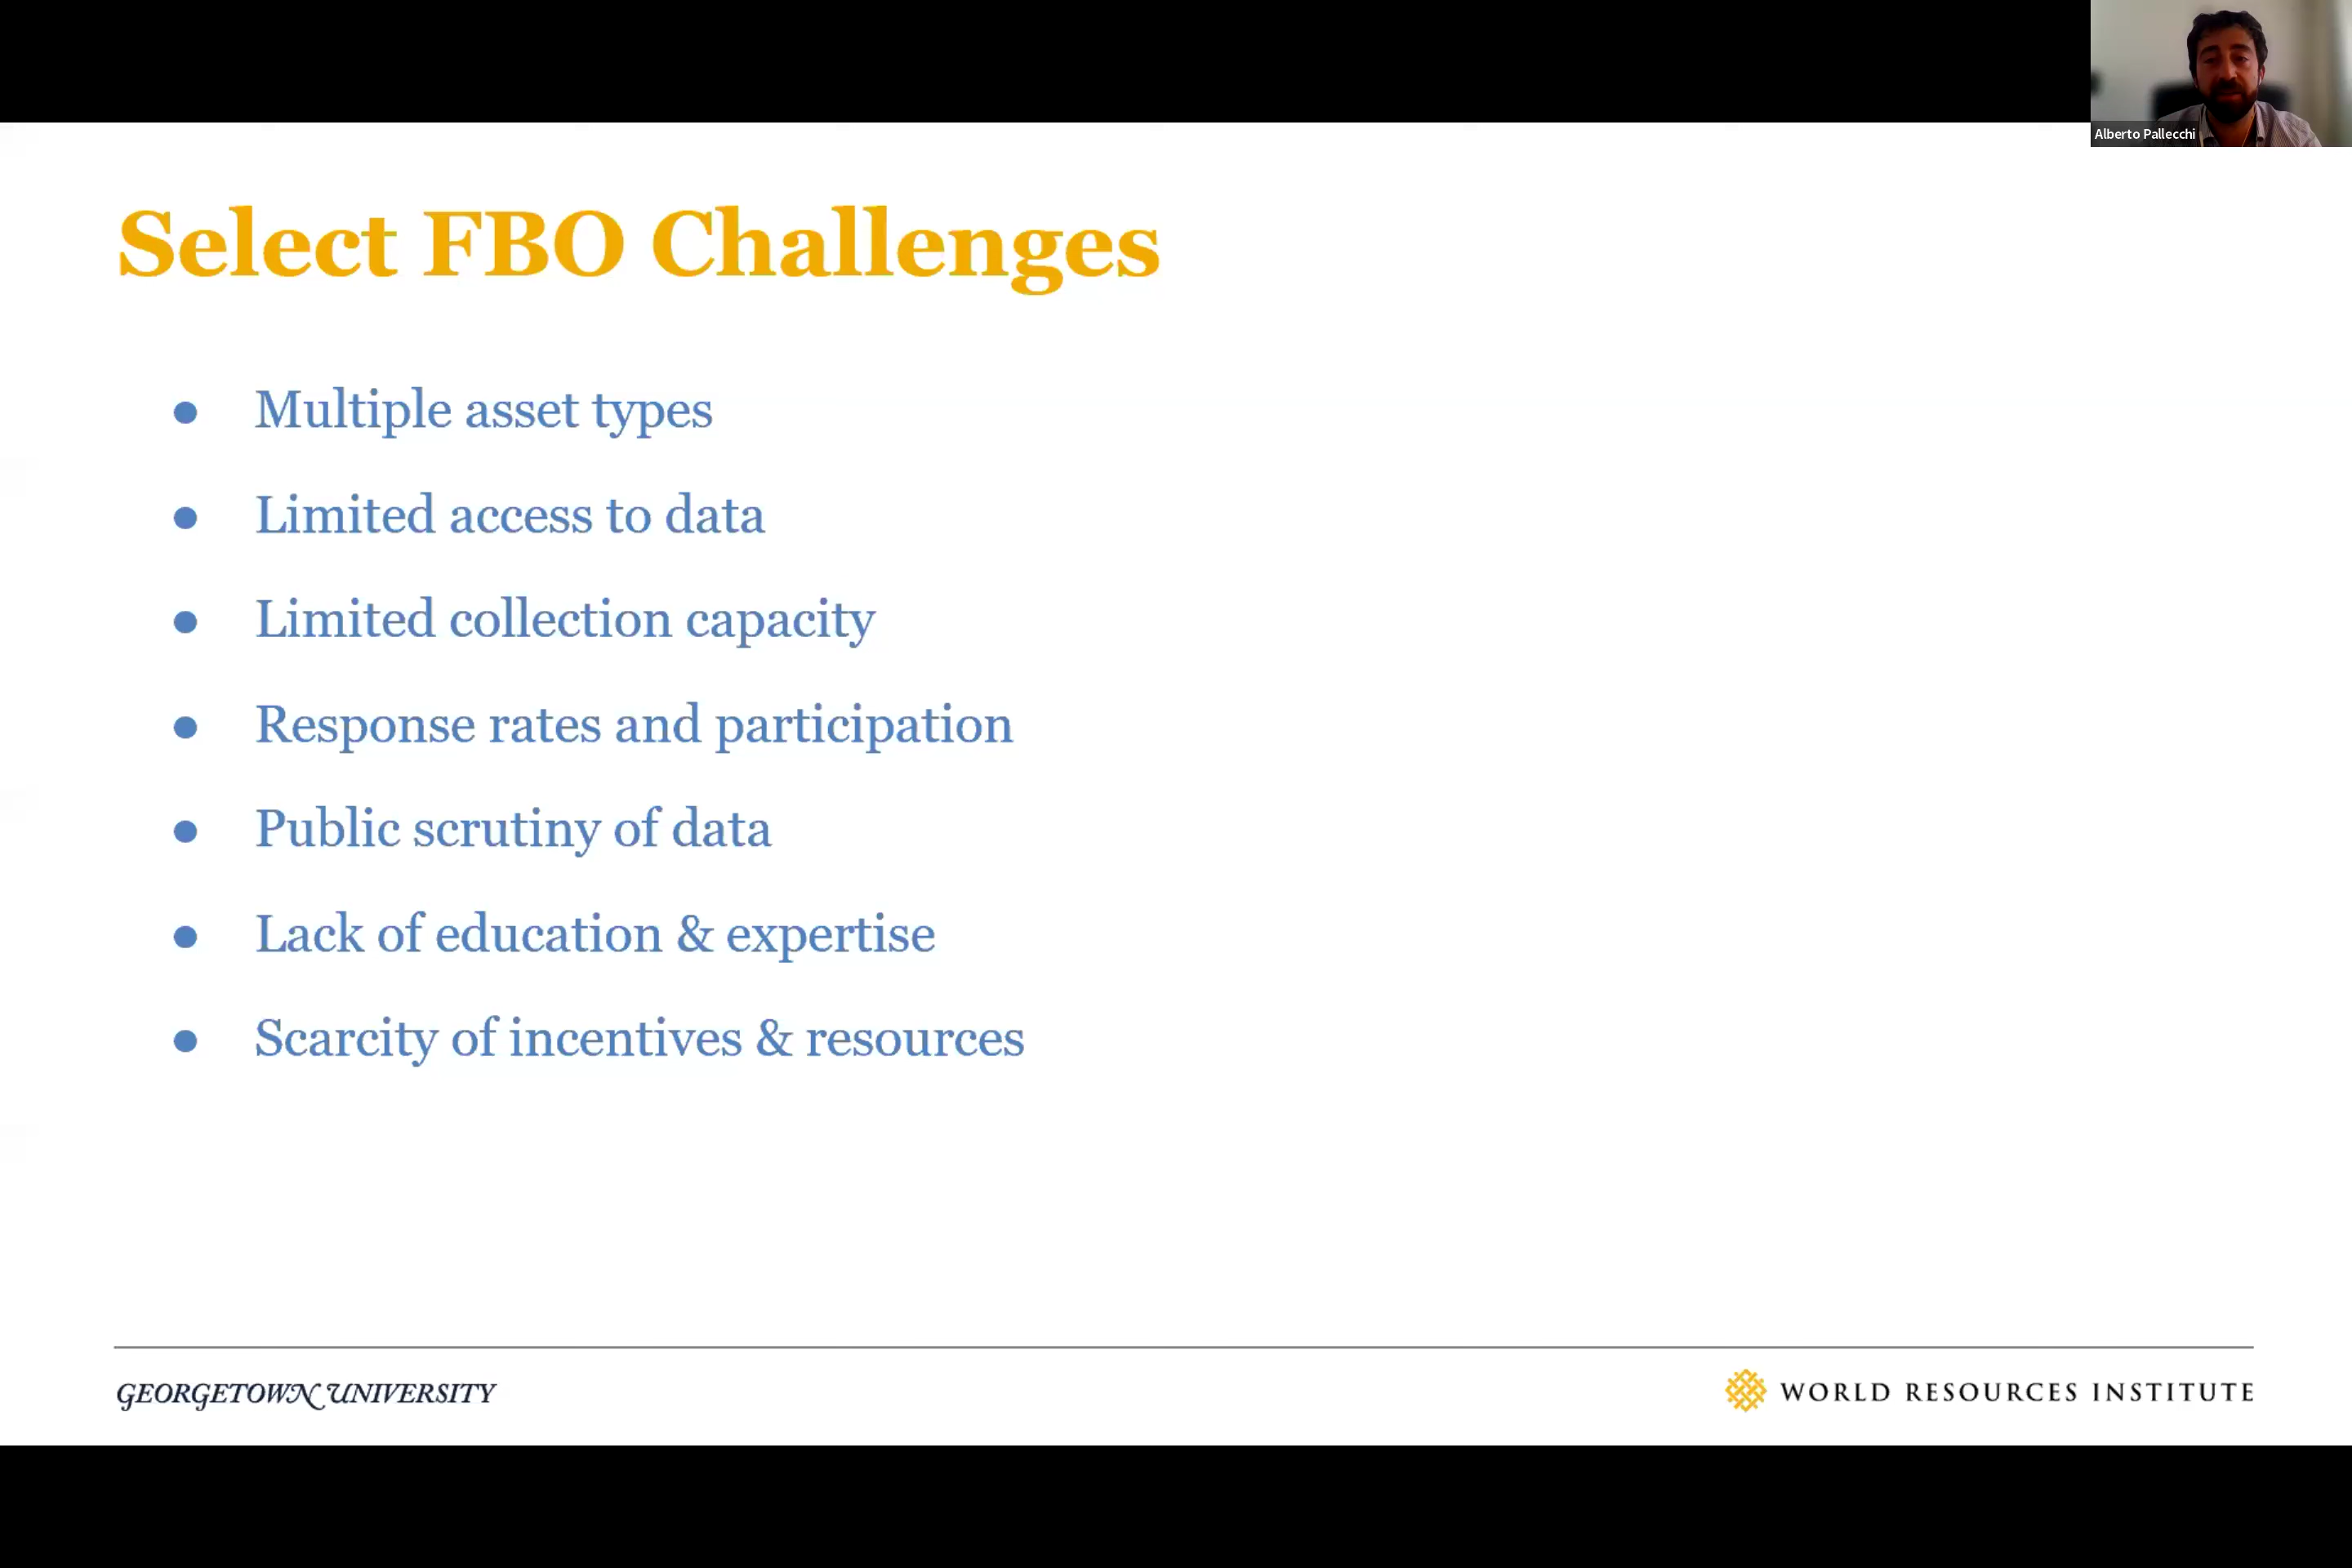 Alberto Pallecchi
Select FBO Challenges
● Multiple asset types
● Limited access to data
● Limited collection capacity
● Response rates and participation
● Public scrutiny of data
● Lack of education & expertise
● Scarcity of incentives & resources
GEORGETOWN UNIVERSITY
WORLD RESOURCES INSTITUTE